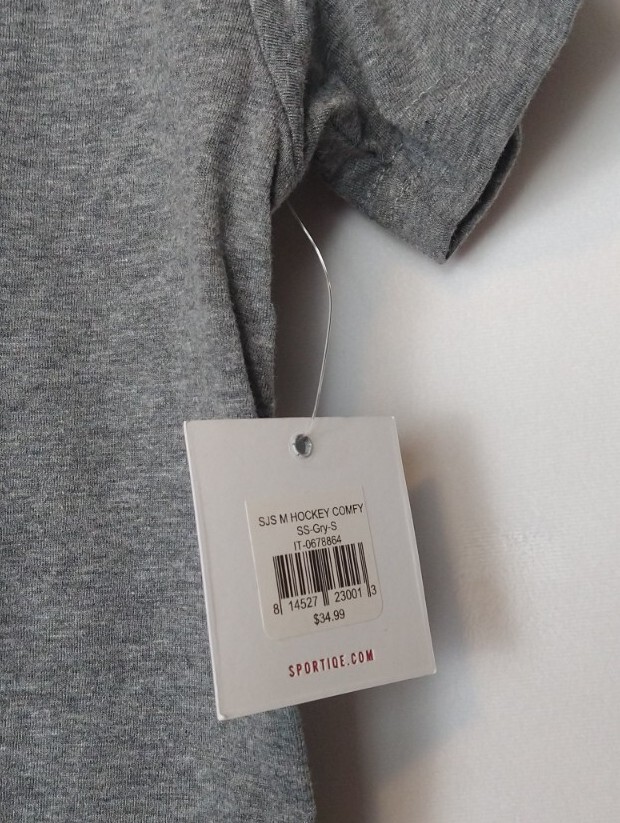 SJS M HOCKEY COMFY
SS-Gry-S
IT-0678864
8 14527 23001 3
$34.99
SPORTIQE.COM